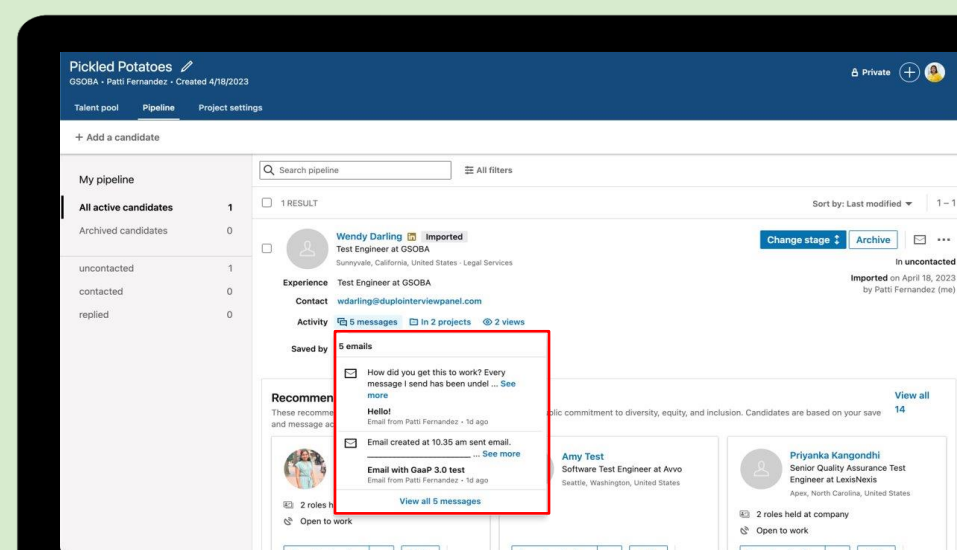 Pickled Potatoes
GSOBA • Patti Fernandez • Created 4/18/2023
Private
Talent pool Pipeline Project settings
+ Add a candidate
My pipeline
All active candidates 1
Archived candidates 0
uncontacted 1
contacted 0
replied 0
Search pipeline
All filters
1 RESULT
Sort by: Last modified
1 – 1
Wendy Darling Imported
Test Engineer at GSOBA
Sunnyvale, California, United States · Legal Services
Change stage Archive
In uncontacted
Imported on April 18, 2023
by Patti Fernandez (me)
Experience Test Engineer at GSOBA
Contact wdarling@duplointerviewpanel.com
Activity 5 messages In 2 projects 2 views
Saved by
5 emails
How did you get this to work? Every
message I send has been undel ... See
more
Hello!
Email from Patti Fernandez • 1d ago
Email created at 10.35 am sent email.
____________________ ... See more
Email with GaaP 3.0 test
Email from Patti Fernandez • 1d ago
View all 5 messages
Recommen
These recomme
and message ac
blic commitment to diversity, equity, and inclusion. Candidates are based on your save
View all
14
2 roles h
Open to work
Amy Test
Software Test Engineer at Avvo
Seattle, Washington, United States
Priyanka Kangondhi
Senior Quality Assurance Test
Engineer at LexisNexis
Apex, North Carolina, United States
2 roles held at company
Open to work